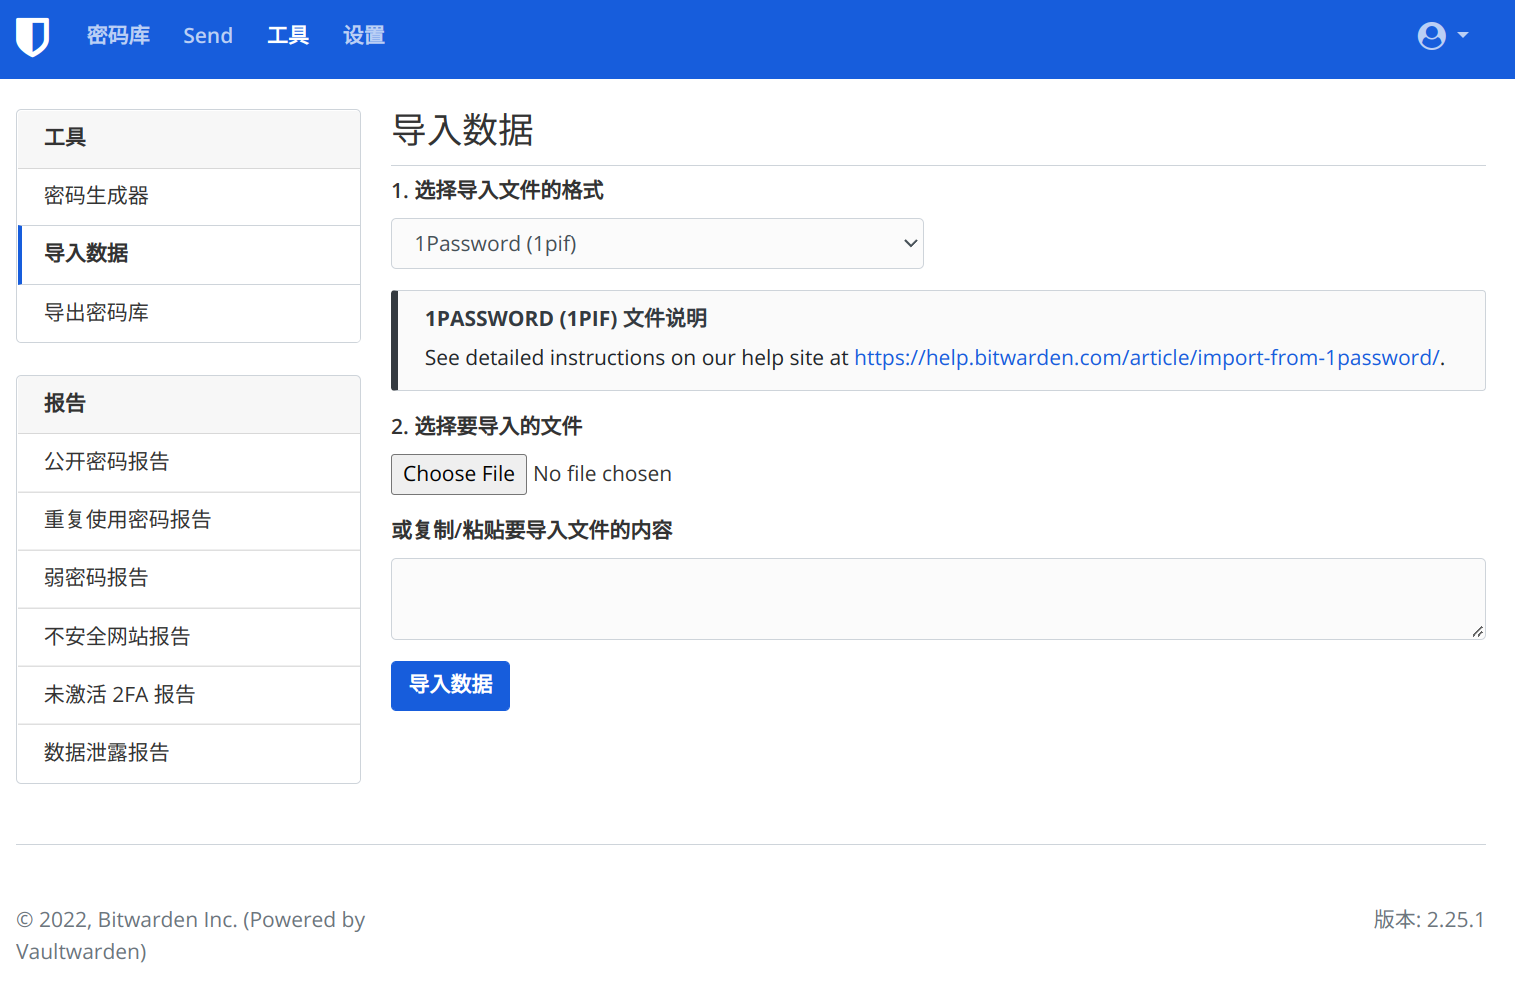 密码库 Send 工具 设置
工具
密码生成器
导入数据
导出密码库
报告
公开密码报告
重复使用密码报告
弱密码报告
不安全网站报告
未激活 2FA 报告
数据泄露报告
导入数据
1. 选择导入文件的格式
1Password (1pif)
1PASSWORD (1PIF) 文件说明
See detailed instructions on our help site at https://help.bitwarden.com/article/import-from-1password/.
2. 选择要导入的文件
Choose File No file chosen
或复制/粘贴要导入文件的内容
导入数据
© 2022, Bitwarden Inc. (Powered by
Vaultwarden)
版本: 2.25.1